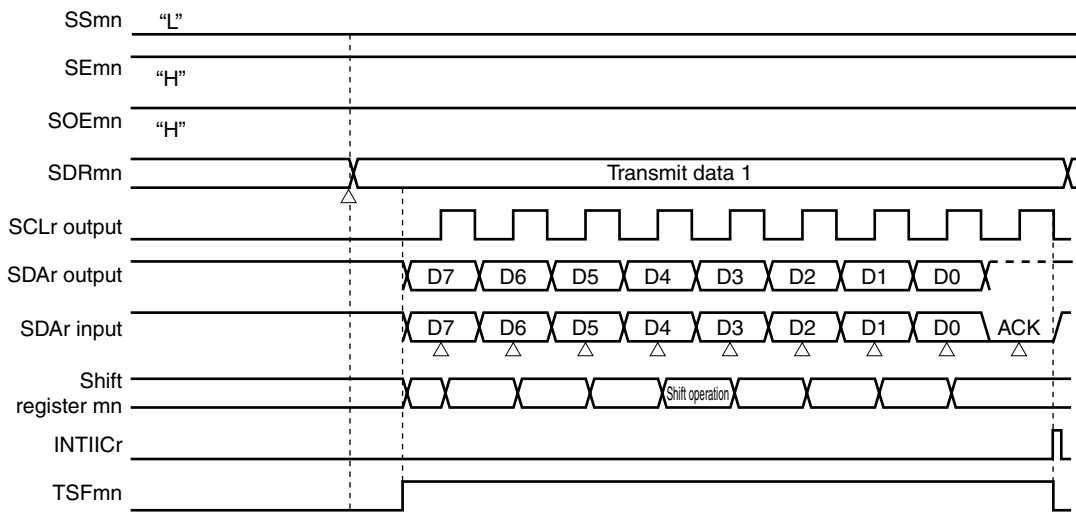 SSmn “L”
SEmn “H”
SOEmn “H”
SDRmn Transmit data 1
SCLr output
SDAr output D7 D6 D5 D4 D3 D2 D1 D0
SDAr input D7 D6 D5 D4 D3 D2 D1 D0 ACK
Shift
register mn Shift operation
INTIICr
TSFmn